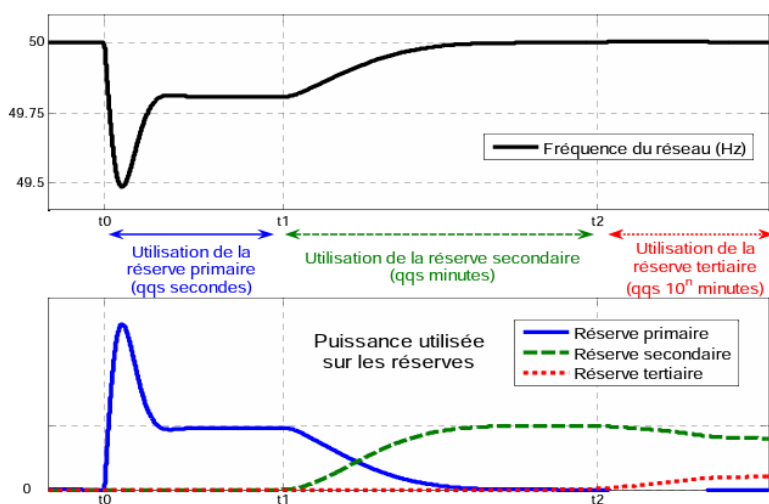 50
49.75
49.5
Fréquence du réseau (Hz)
t0
t1
t2
Utilisation de la
réserve primaire
(qqs secondes)
Utilisation de la réserve secondaire
(qqs minutes)
Utilisation de la
réserve tertiaire
(qqs 10ⁿ minutes)
Puissance utilisée
sur les réserves
Réserve primaire
Réserve secondaire
Réserve tertiaire
0
t0
t1
t2